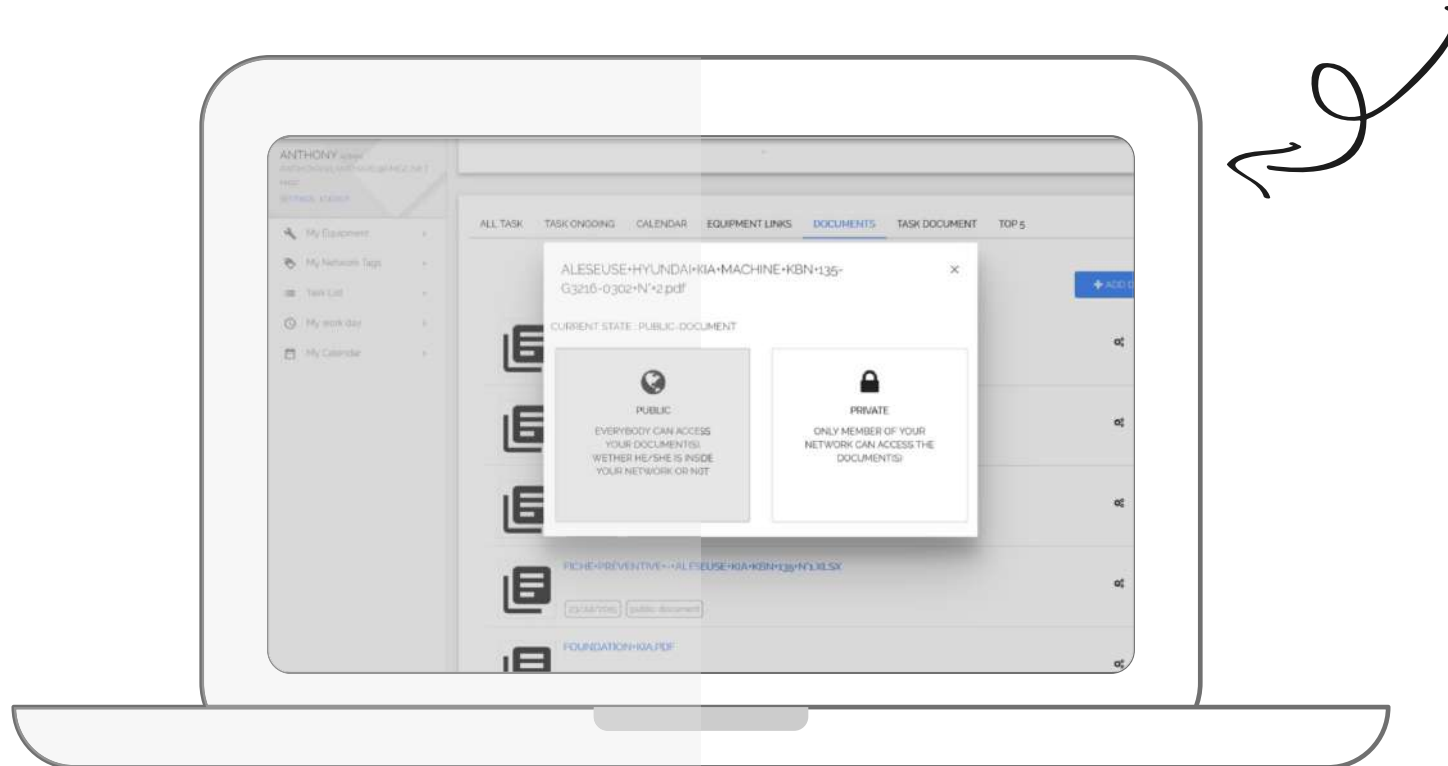 ANTHONY
My Equipment
My Network Tags
Task List
My work day
My Calendar
ALL TASK TASK ONGOING CALENDAR EQUIPMENT LINKS DOCUMENTS TASK DOCUMENT TOP 5
+ ADD
ALESEUSE+HYUNDAI+KIA+MACHINE+KBN+135-
G3216-0302+N°+2.pdf
×
CURRENT STATE : PUBLIC-DOCUMENT
PUBLIC
EVERYBODY CAN ACCESS
YOUR DOCUMENT(S)
WETHER HE/SHE IS INSIDE
YOUR NETWORK OR NOT
PRIVATE
ONLY MEMBER OF YOUR
NETWORK CAN ACCESS THE
DOCUMENT(S)
FICHE+PREVENTIVE+-+ALESEUSE+KIA+KBN+135+N°1.XLSX
public-document
FOUNDATION+KIA.PDF